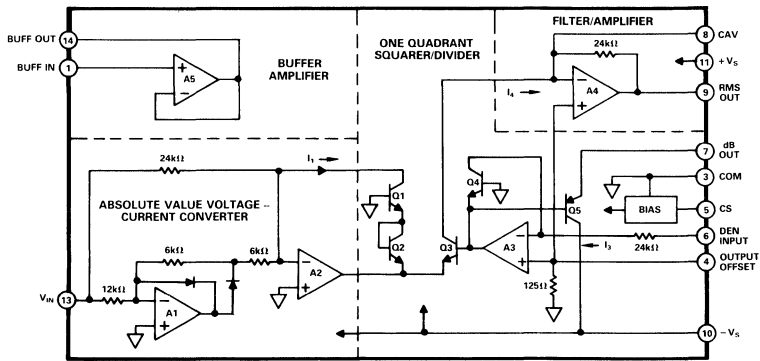 FILTER/AMPLIFIER
BUFF OUT 14
BUFF IN 1
A5
BUFFER
AMPLIFIER
ONE QUADRANT
SQUARER/DIVIDER
24kΩ
A4
I4
8 CAV
11 +VS
9 RMS
OUT
24kΩ
I1
ABSOLUTE VALUE VOLTAGE –
CURRENT CONVERTER
Q1
Q2
Q3
Q4
Q5
A3
7 dB
OUT
3 COM
BIAS
5 CS
6 DEN
INPUT
I3
24kΩ
4 OUTPUT
OFFSET
125Ω
6kΩ
6kΩ
12kΩ
VIN 13
A1
A2
10 –VS